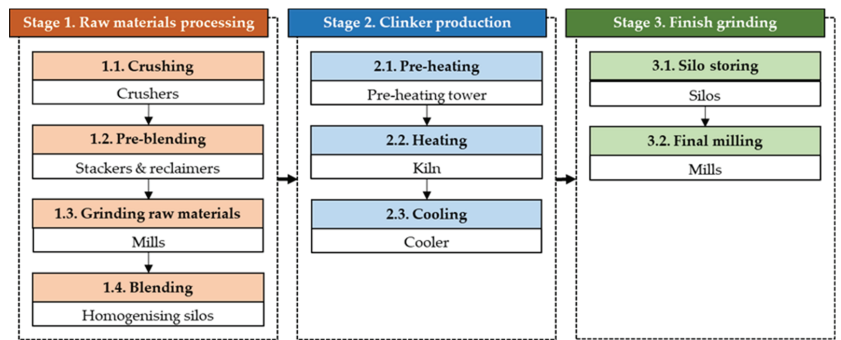 Stage 1. Raw materials processing
1.1. Crushing
Crushers
1.2. Pre-blending
Stackers & reclaimers
1.3. Grinding raw materials
Mills
1.4. Blending
Homogenising silos
Stage 2. Clinker production
2.1. Pre-heating
Pre-heating tower
2.2. Heating
Kiln
2.3. Cooling
Cooler
Stage 3. Finish grinding
3.1. Silo storing
Silos
3.2. Final milling
Mills